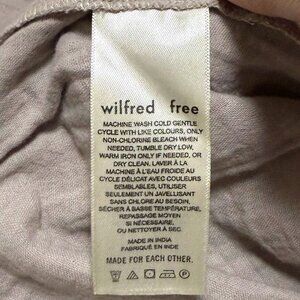 wilfred free
MACHINE WASH COLD GENTLE
CYCLE WITH LIKE COLOURS, ONLY
NON-CHLORINE BLEACH WHEN
NEEDED, TUMBLE DRY LOW,
WARM IRON ONLY IF NEEDED, OR
DRY CLEAN. LAVER À LA
MACHINE À L'EAU FROIDE AU
CYCLE DÉLICAT AVEC COULEURS
SEMBLABLES, UTILISER
SEULEMENT UN JAVELLISANT
SANS CHLORE AU BESOIN,
SÉCHER À BASSE TEMPÉRATURE,
REPASSAGE MOYEN
SI NÉCESSAIRE,
OU NETTOYER À SEC.
MADE IN INDIA
FABRIQUÉ EN INDE
MADE FOR EACH OTHER.